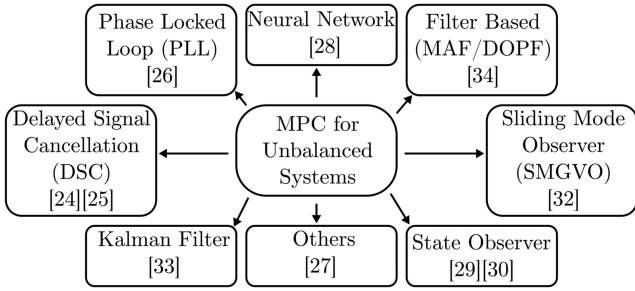 Phase Locked
Loop (PLL)
[26]
Neural Network
[28]
Filter Based
(MAF/DOPF)
[34]
Delayed Signal
Cancellation
(DSC)
[24][25]
MPC for
Unbalanced
Systems
Sliding Mode
Observer
(SMGVO)
[32]
Kalman Filter
[33]
Others
[27]
State Observer
[29][30]